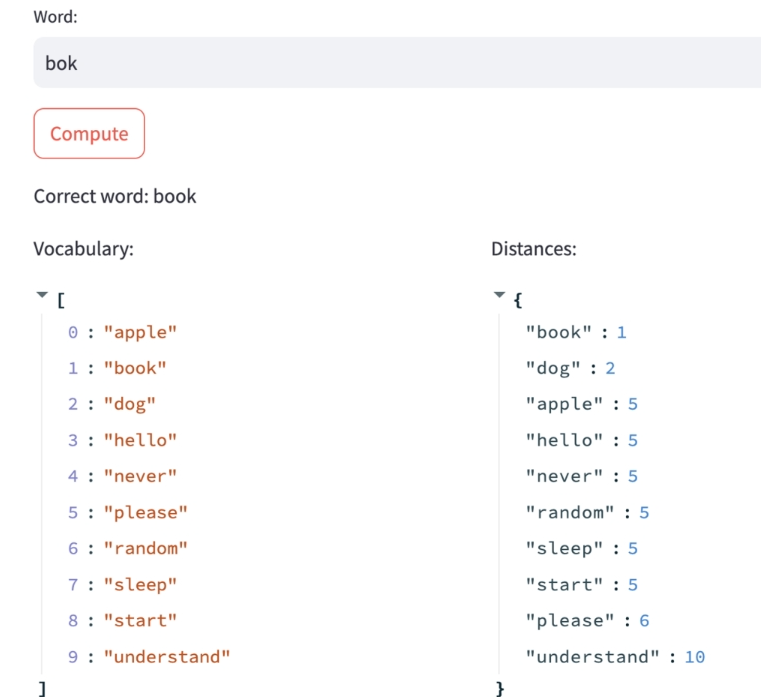 Word:
bok
Compute
Correct word: book
Vocabulary:
[
0 : "apple"
1 : "book"
2 : "dog"
3 : "hello"
4 : "never"
5 : "please"
6 : "random"
7 : "sleep"
8 : "start"
9 : "understand"
]
Distances:
{
"book" : 1
"dog" : 2
"apple" : 5
"hello" : 5
"never" : 5
"random" : 5
"sleep" : 5
"start" : 5
"please" : 6
"understand" : 10
}